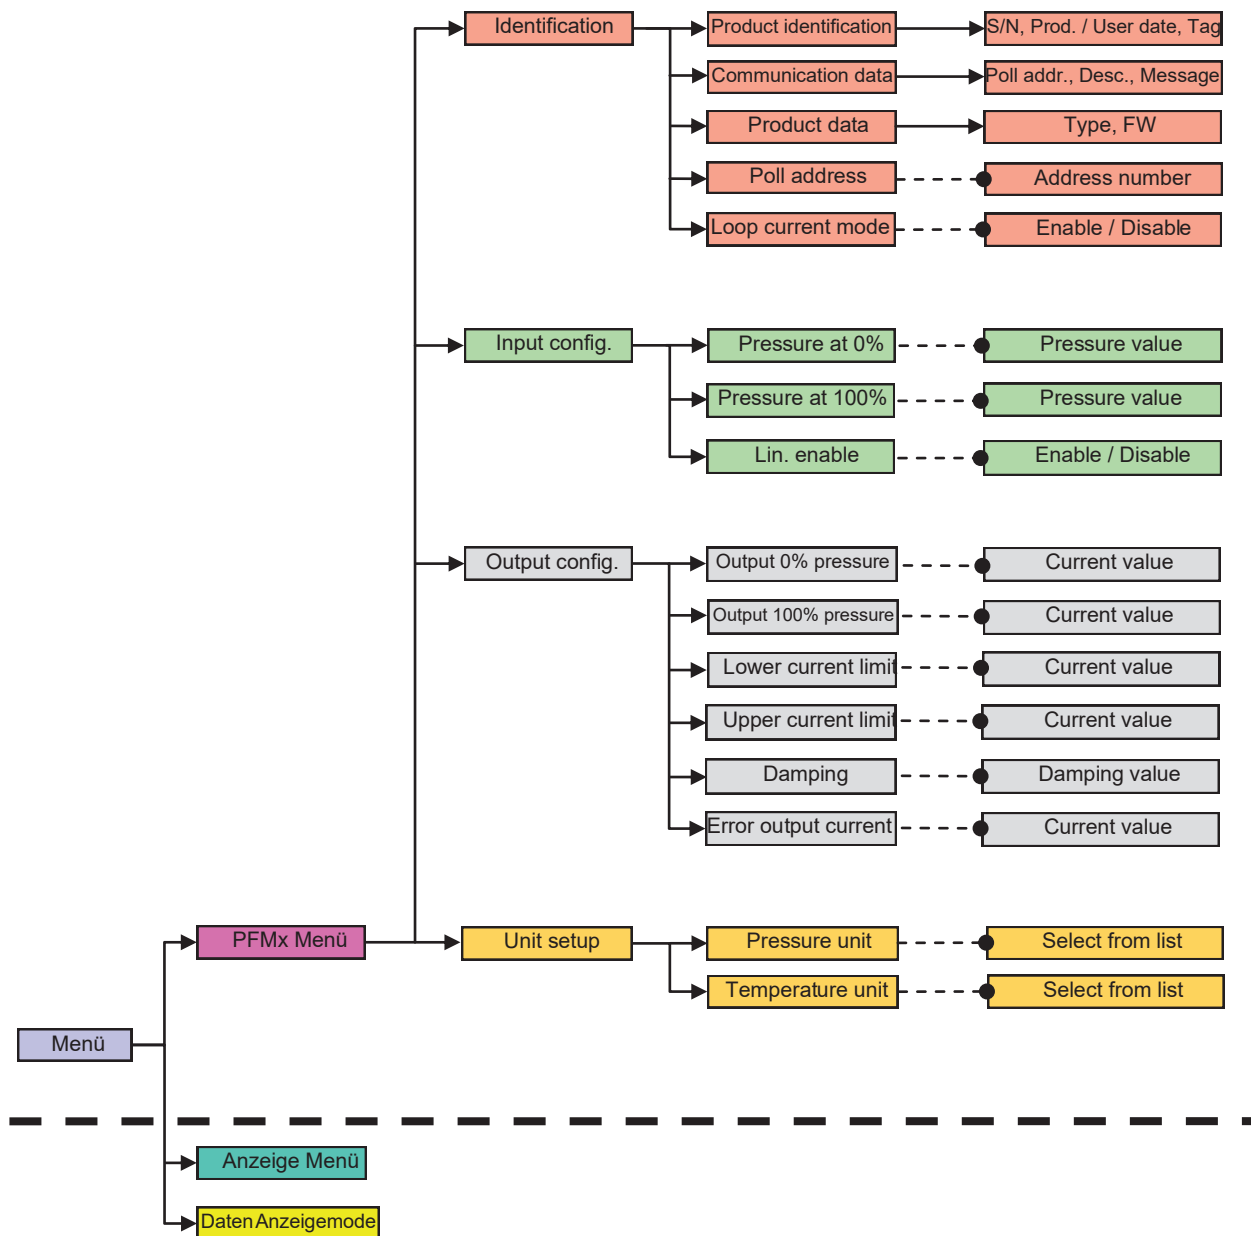 Identification
Product identification
S/N, Prod. / User date, Tag
Communication data
Poll addr., Desc., Message
Product data
Type, FW
Poll address
Address number
Loop current mode
Enable / Disable
Input config.
Pressure at 0%
Pressure value
Pressure at 100%
Pressure value
Lin. enable
Enable / Disable
Output config.
Output 0% pressure
Current value
Output 100% pressure
Current value
Lower current limit
Current value
Upper current limit
Current value
Damping
Damping value
Error output current
Current value
PFMx Menü
Unit setup
Pressure unit
Select from list
Temperature unit
Select from list
Menü
Anzeige Menü
Daten Anzeigemode